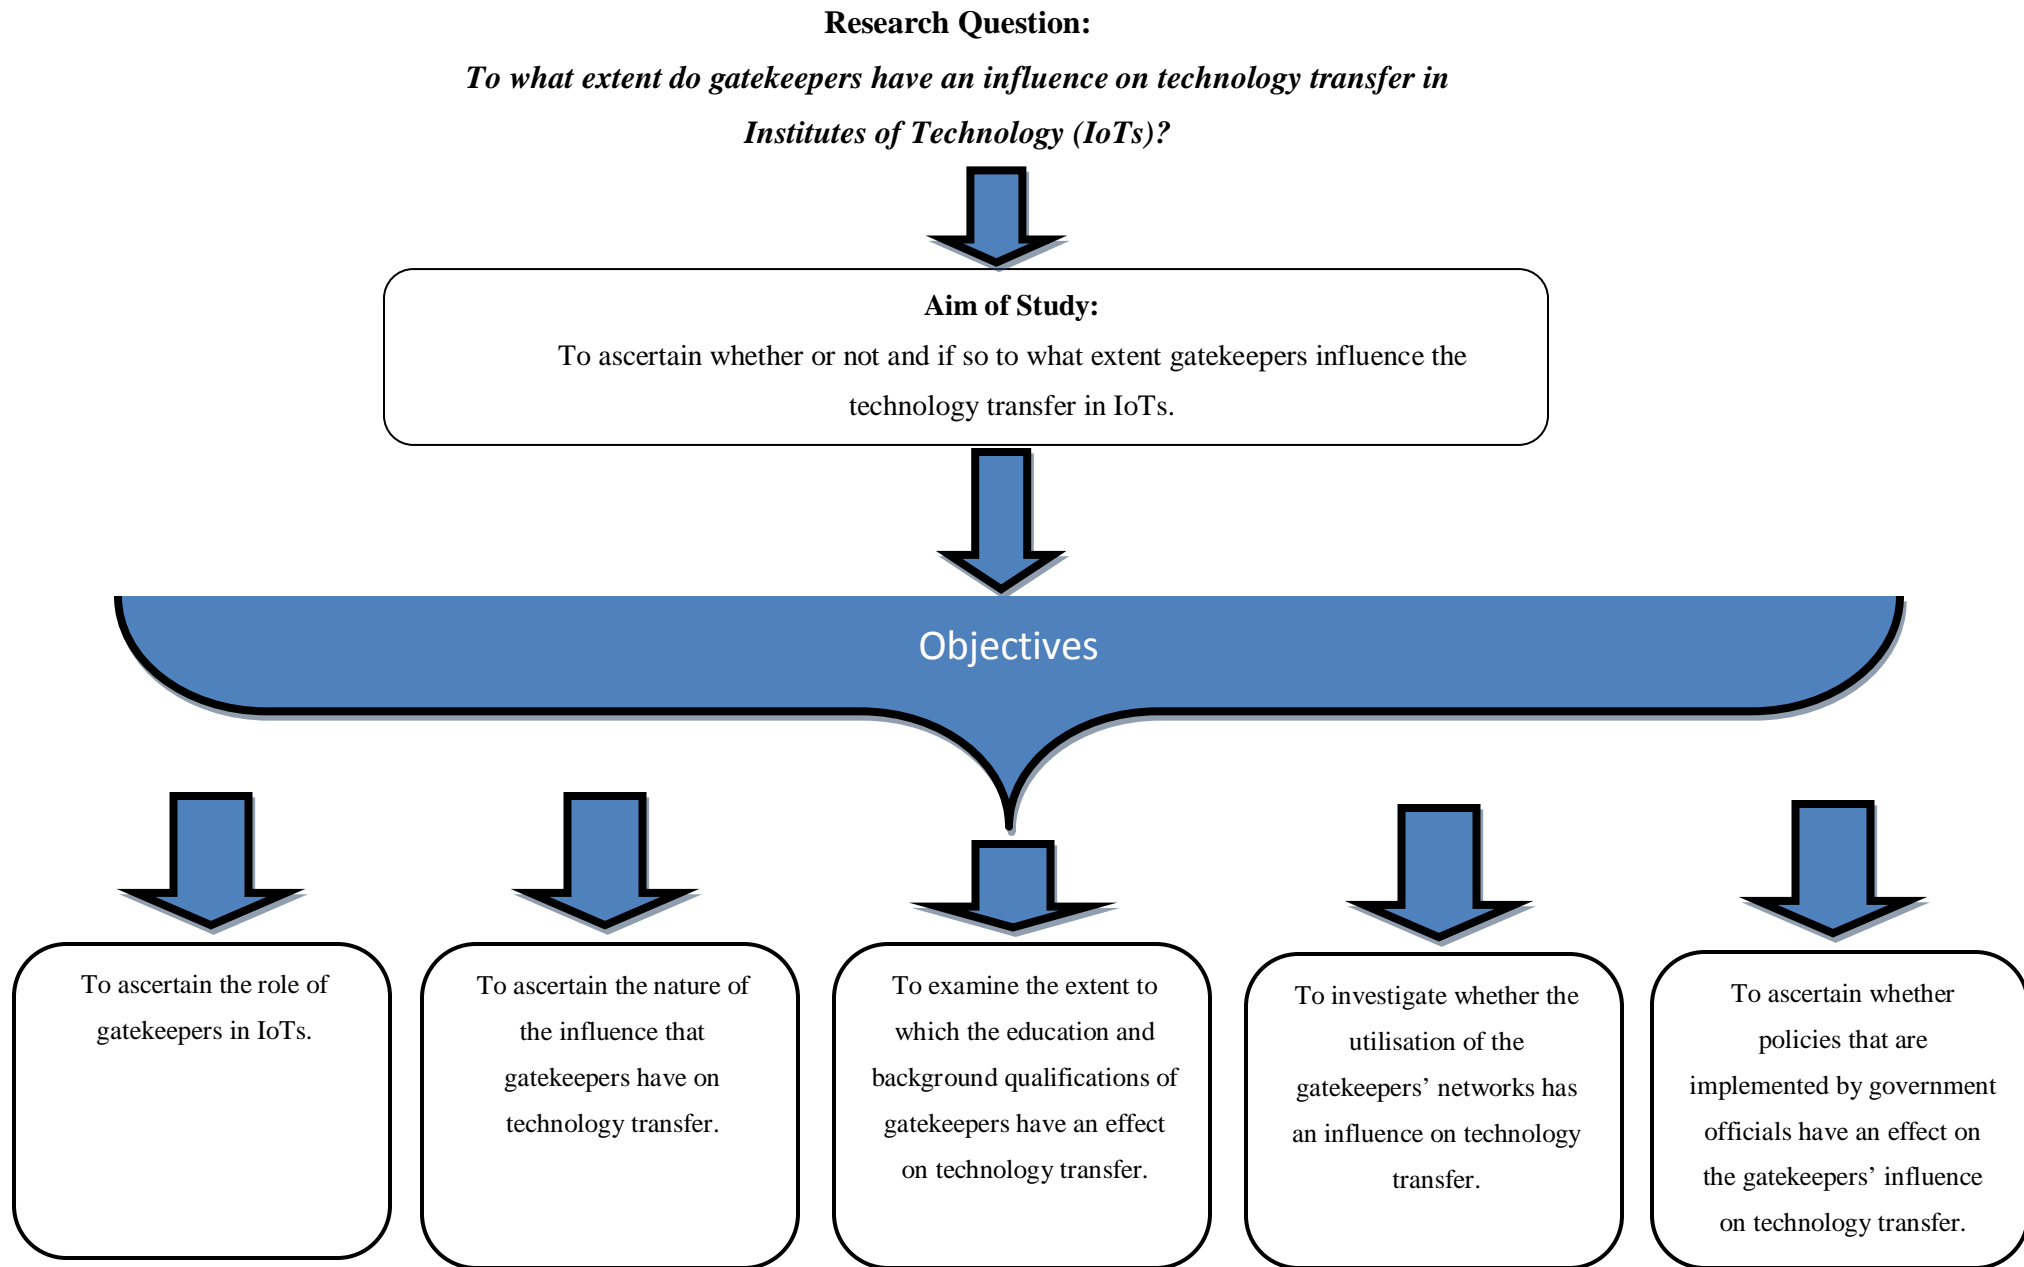 Research Question:
To what extent do gatekeepers have an influence on technology transfer in
Institutes of Technology (IoTs)?
Aim of Study:
To ascertain whether or not and if so to what extent gatekeepers influence the
technology transfer in IoTs.
Objectives
To ascertain the role of
gatekeepers in IoTs.
To ascertain the nature of
the influence that
gatekeepers have on
technology transfer.
To examine the extent to
which the education and
background qualifications of
gatekeepers have an effect
on technology transfer.
To investigate whether the
utilisation of the
gatekeepers’ networks has
an influence on technology
transfer.
To ascertain whether
policies that are
implemented by government
officials have an effect on
the gatekeepers’ influence
on technology transfer.